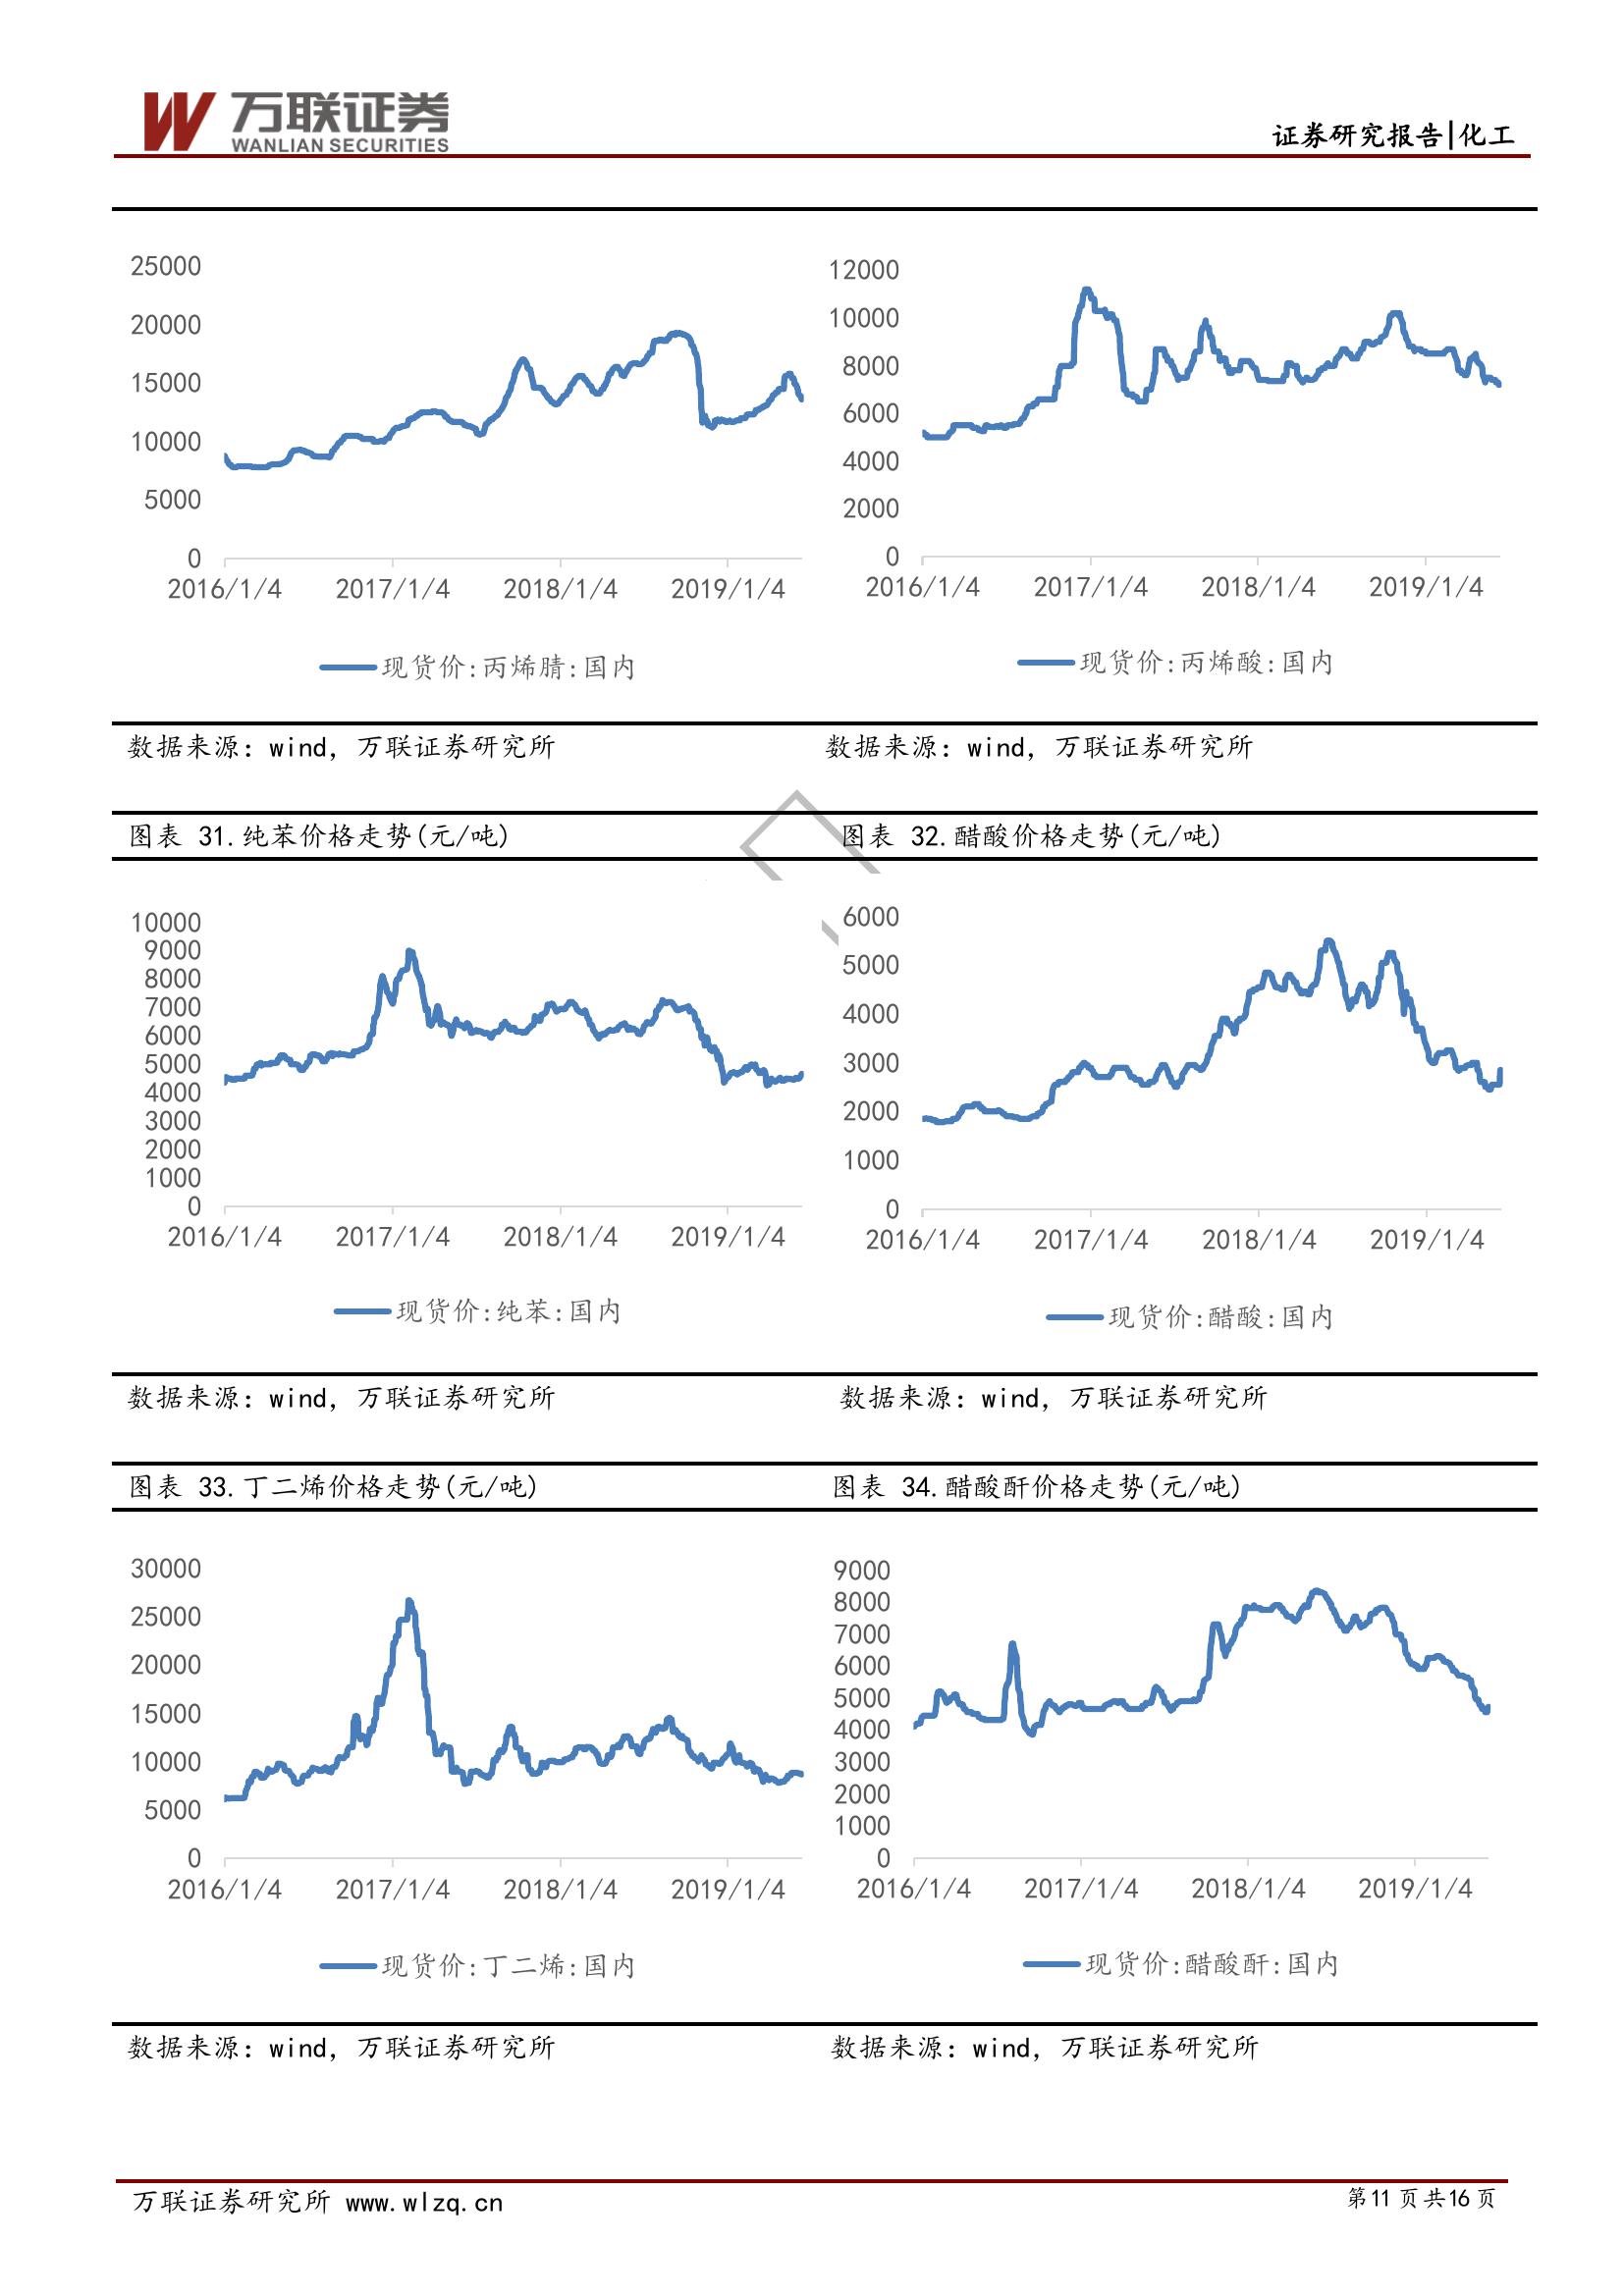 万联证券
WANLIAN SECURITIES
证券研究报告|化工
25000
20000
15000
10000
5000
0
2016/1/4 2017/1/4 2018/1/4 2019/1/4
现货价:丙烯腈:国内
12000
10000
8000
6000
4000
2000
0
2016/1/4 2017/1/4 2018/1/4 2019/1/4
现货价:丙烯酸:国内
数据来源：wind，万联证券研究所
数据来源：wind，万联证券研究所
图表 31.纯苯价格走势(元/吨)
图表 32.醋酸价格走势(元/吨)
10000
9000
8000
7000
6000
5000
4000
3000
2000
1000
0
2016/1/4 2017/1/4 2018/1/4 2019/1/4
现货价:纯苯:国内
6000
5000
4000
3000
2000
1000
0
2016/1/4 2017/1/4 2018/1/4 2019/1/4
现货价:醋酸:国内
数据来源：wind，万联证券研究所
数据来源：wind，万联证券研究所
图表 33.丁二烯价格走势(元/吨)
图表 34.醋酸酐价格走势(元/吨)
30000
25000
20000
15000
10000
5000
0
2016/1/4 2017/1/4 2018/1/4 2019/1/4
现货价:丁二烯:国内
9000
8000
7000
6000
5000
4000
3000
2000
1000
0
2016/1/4 2017/1/4 2018/1/4 2019/1/4
现货价:醋酸酐:国内
数据来源：wind，万联证券研究所
数据来源：wind，万联证券研究所
万联证券研究所 www.wlzq.cn
第11 页 共16 页